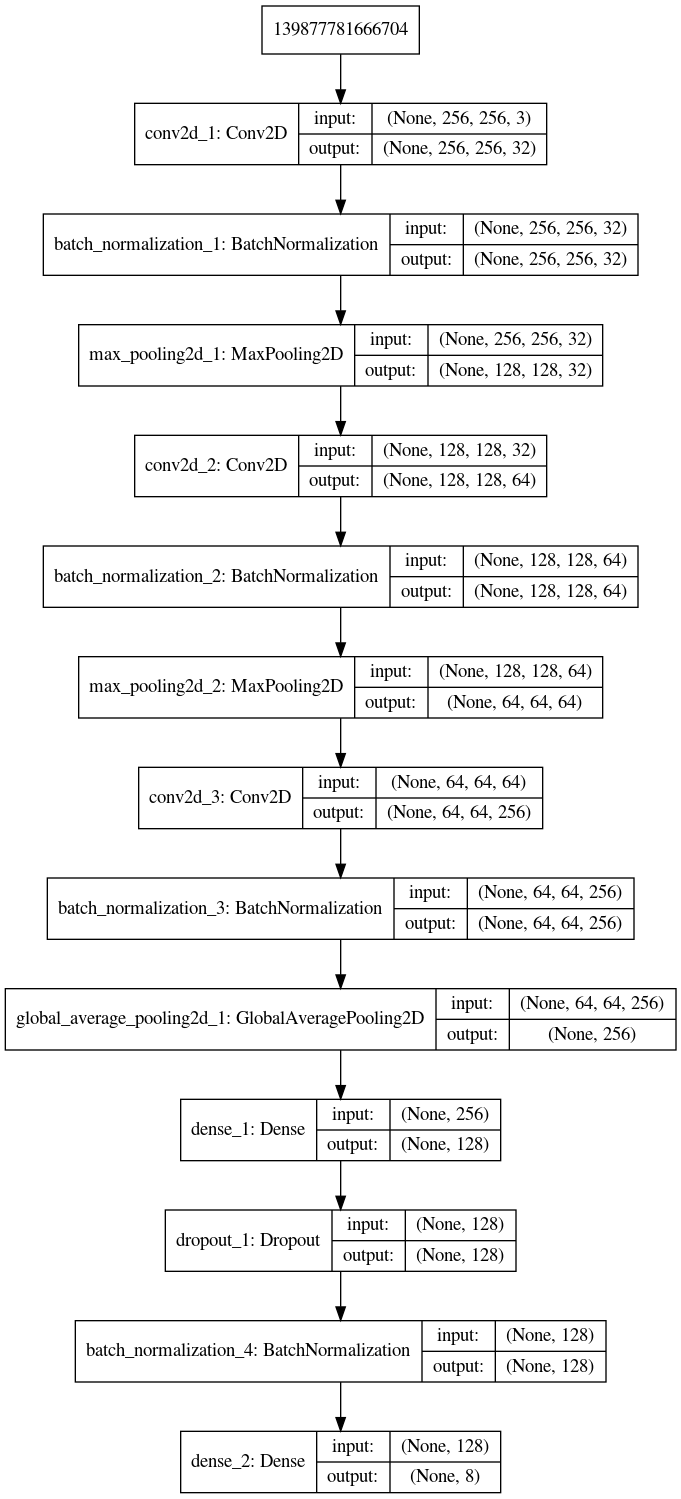 139877781666704
conv2d_1: Conv2D
input: (None, 256, 256, 3)
output: (None, 256, 256, 32)
batch_normalization_1: BatchNormalization
input: (None, 256, 256, 32)
output: (None, 256, 256, 32)
max_pooling2d_1: MaxPooling2D
input: (None, 256, 256, 32)
output: (None, 128, 128, 32)
conv2d_2: Conv2D
input: (None, 128, 128, 32)
output: (None, 128, 128, 64)
batch_normalization_2: BatchNormalization
input: (None, 128, 128, 64)
output: (None, 128, 128, 64)
max_pooling2d_2: MaxPooling2D
input: (None, 128, 128, 64)
output: (None, 64, 64, 64)
conv2d_3: Conv2D
input: (None, 64, 64, 64)
output: (None, 64, 64, 256)
batch_normalization_3: BatchNormalization
input: (None, 64, 64, 256)
output: (None, 64, 64, 256)
global_average_pooling2d_1: GlobalAveragePooling2D
input: (None, 64, 64, 256)
output: (None, 256)
dense_1: Dense
input: (None, 256)
output: (None, 128)
dropout_1: Dropout
input: (None, 128)
output: (None, 128)
batch_normalization_4: BatchNormalization
input: (None, 128)
output: (None, 128)
dense_2: Dense
input: (None, 128)
output: (None, 8)